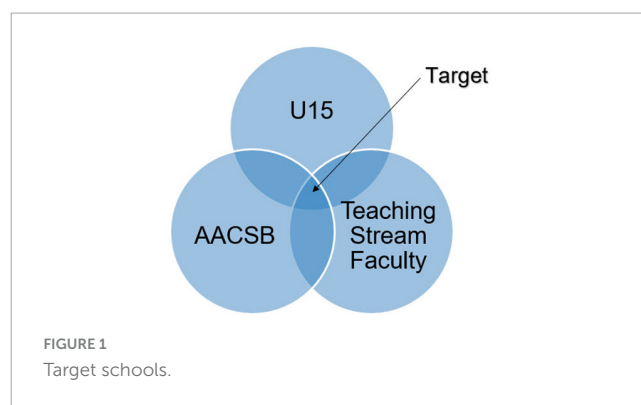 Target
U15
AACSB
Teaching
Stream
Faculty
FIGURE 1
Target schools.